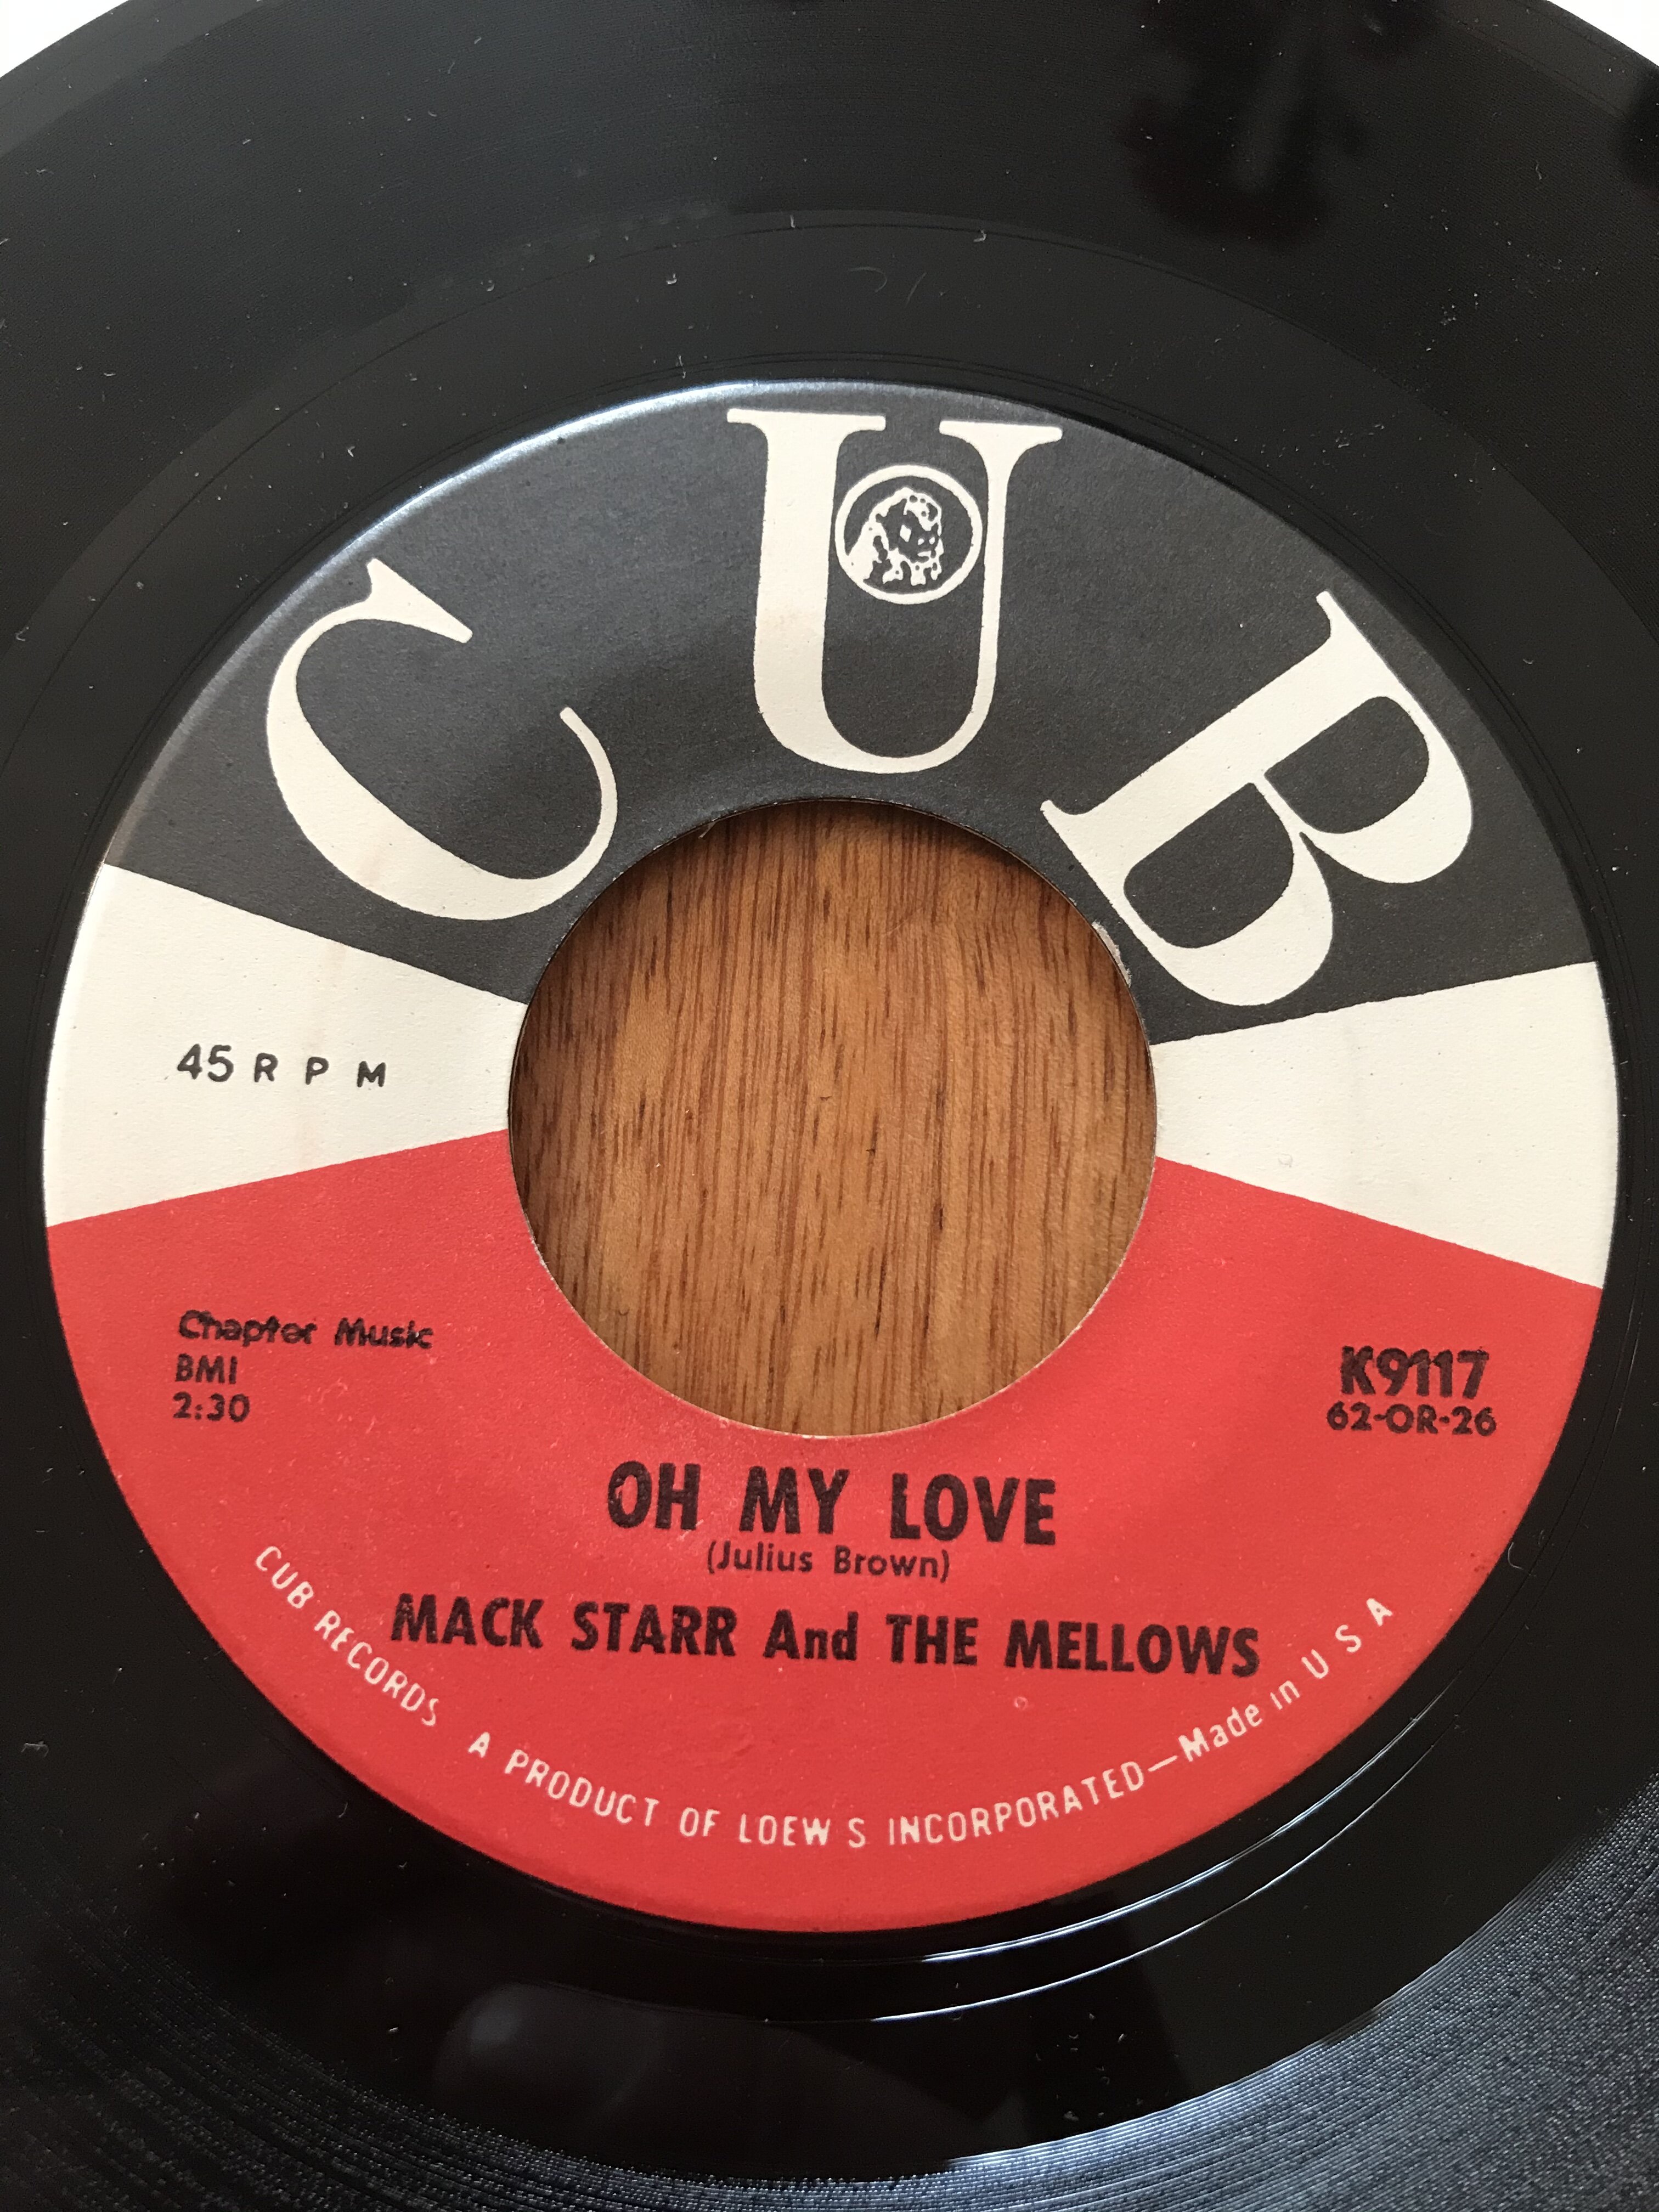 CUB
45 RPM
Chapter Music
BMI
2:30
K9117
62-OR-26
OH MY LOVE
(Julius Brown)
MACK STARR And THE MELLOWS
CUB RECORDS A PRODUCT OF LOEW S INCORPORATED—Made in U S A